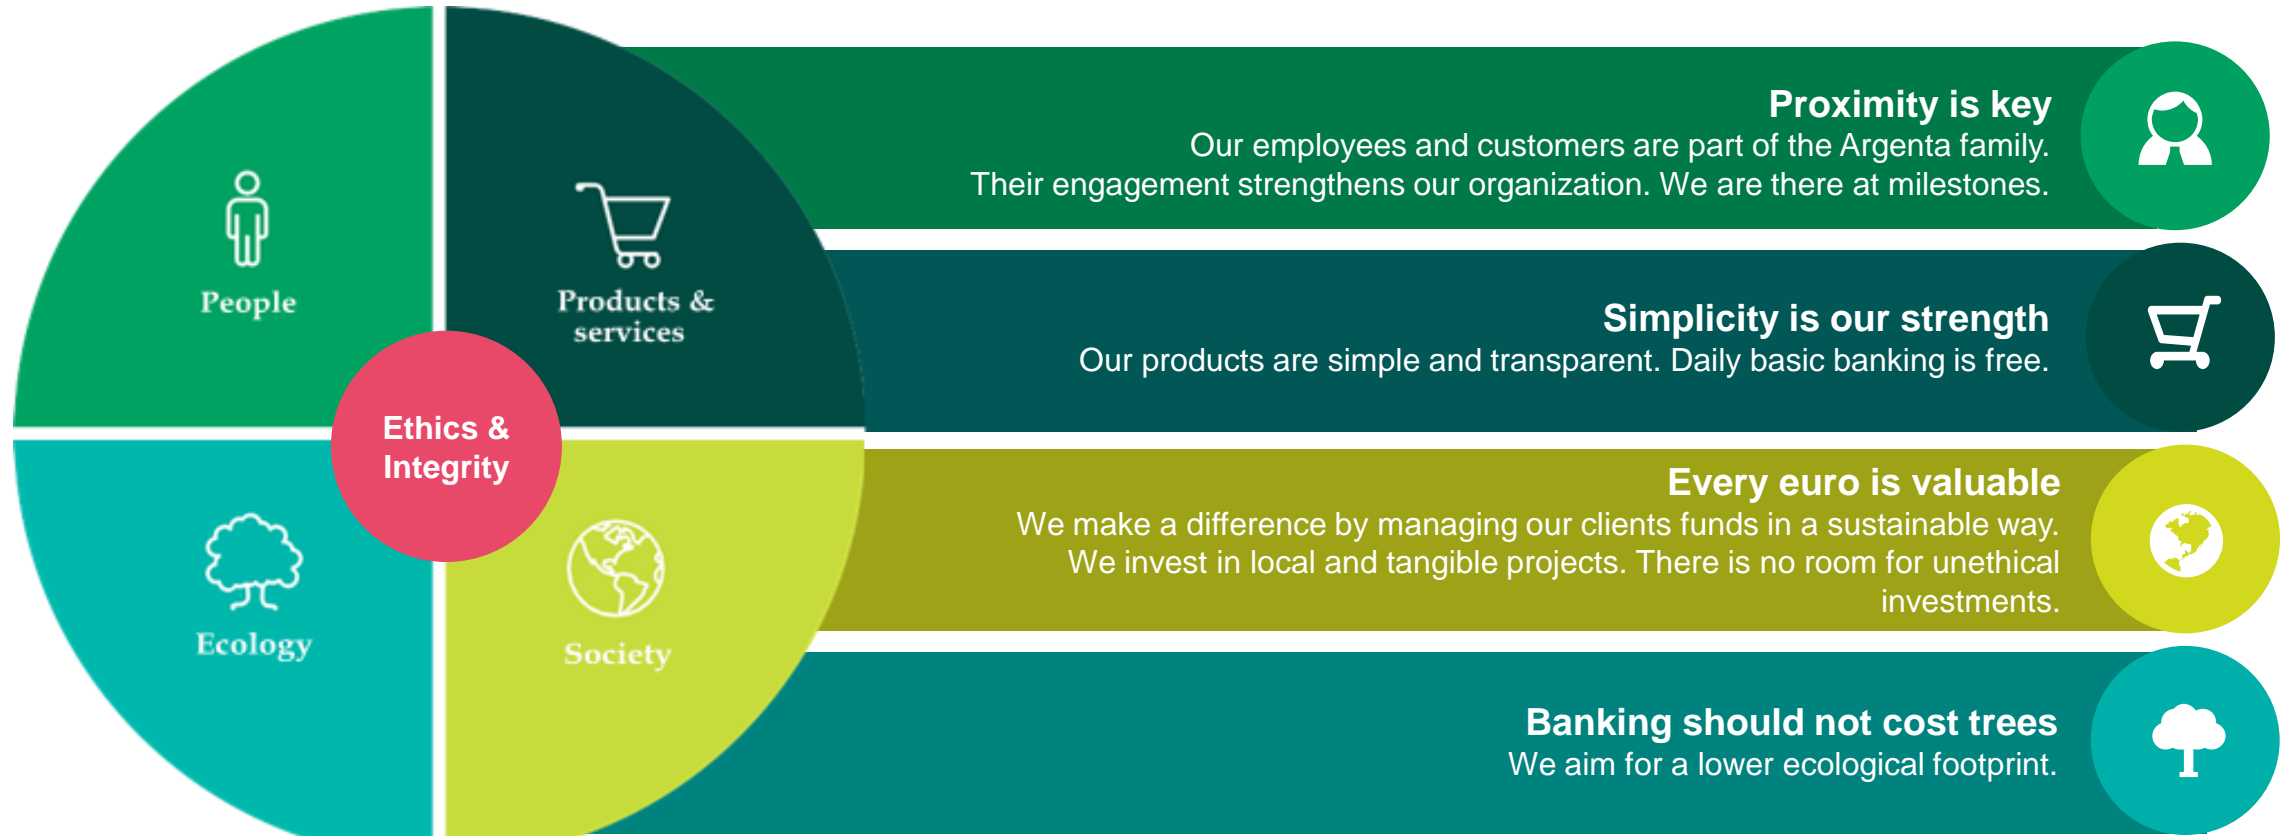 People
Products &
services
Ethics &
Integrity
Ecology
Society
Proximity is key
Our employees and customers are part of the Argenta family.
Their engagement strengthens our organization. We are there at milestones.
Simplicity is our strength
Our products are simple and transparent. Daily basic banking is free.
Every euro is valuable
We make a difference by managing our clients funds in a sustainable way.
We invest in local and tangible projects. There is no room for unethical
investments.
Banking should not cost trees
We aim for a lower ecological footprint.